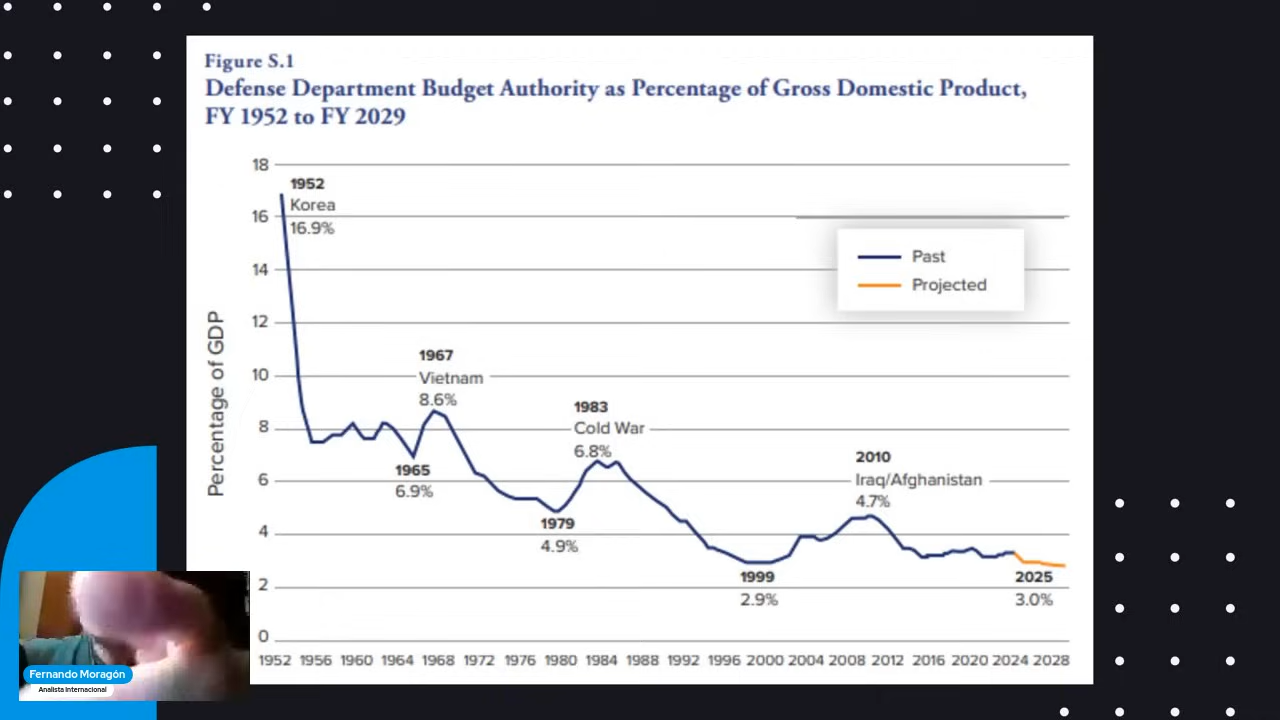 Figure S.1
Defense Department Budget Authority as Percentage of Gross Domestic Product,
FY 1952 to FY 2029
Percentage of GDP
18
16
14
12
10
8
6
4
2
0
1952
Korea
16.9%
1965
6.9%
1967
Vietnam
8.6%
1979
4.9%
1983
Cold War
6.8%
1999
2.9%
2010
Iraq/Afghanistan
4.7%
2025
3.0%
Past
Projected
1952 1956 1960 1964 1968 1972 1976 1980 1984 1988 1992 1996 2000 2004 2008 2012 2016 2020 2024 2028
Fernando Moragón
Analista Internacional